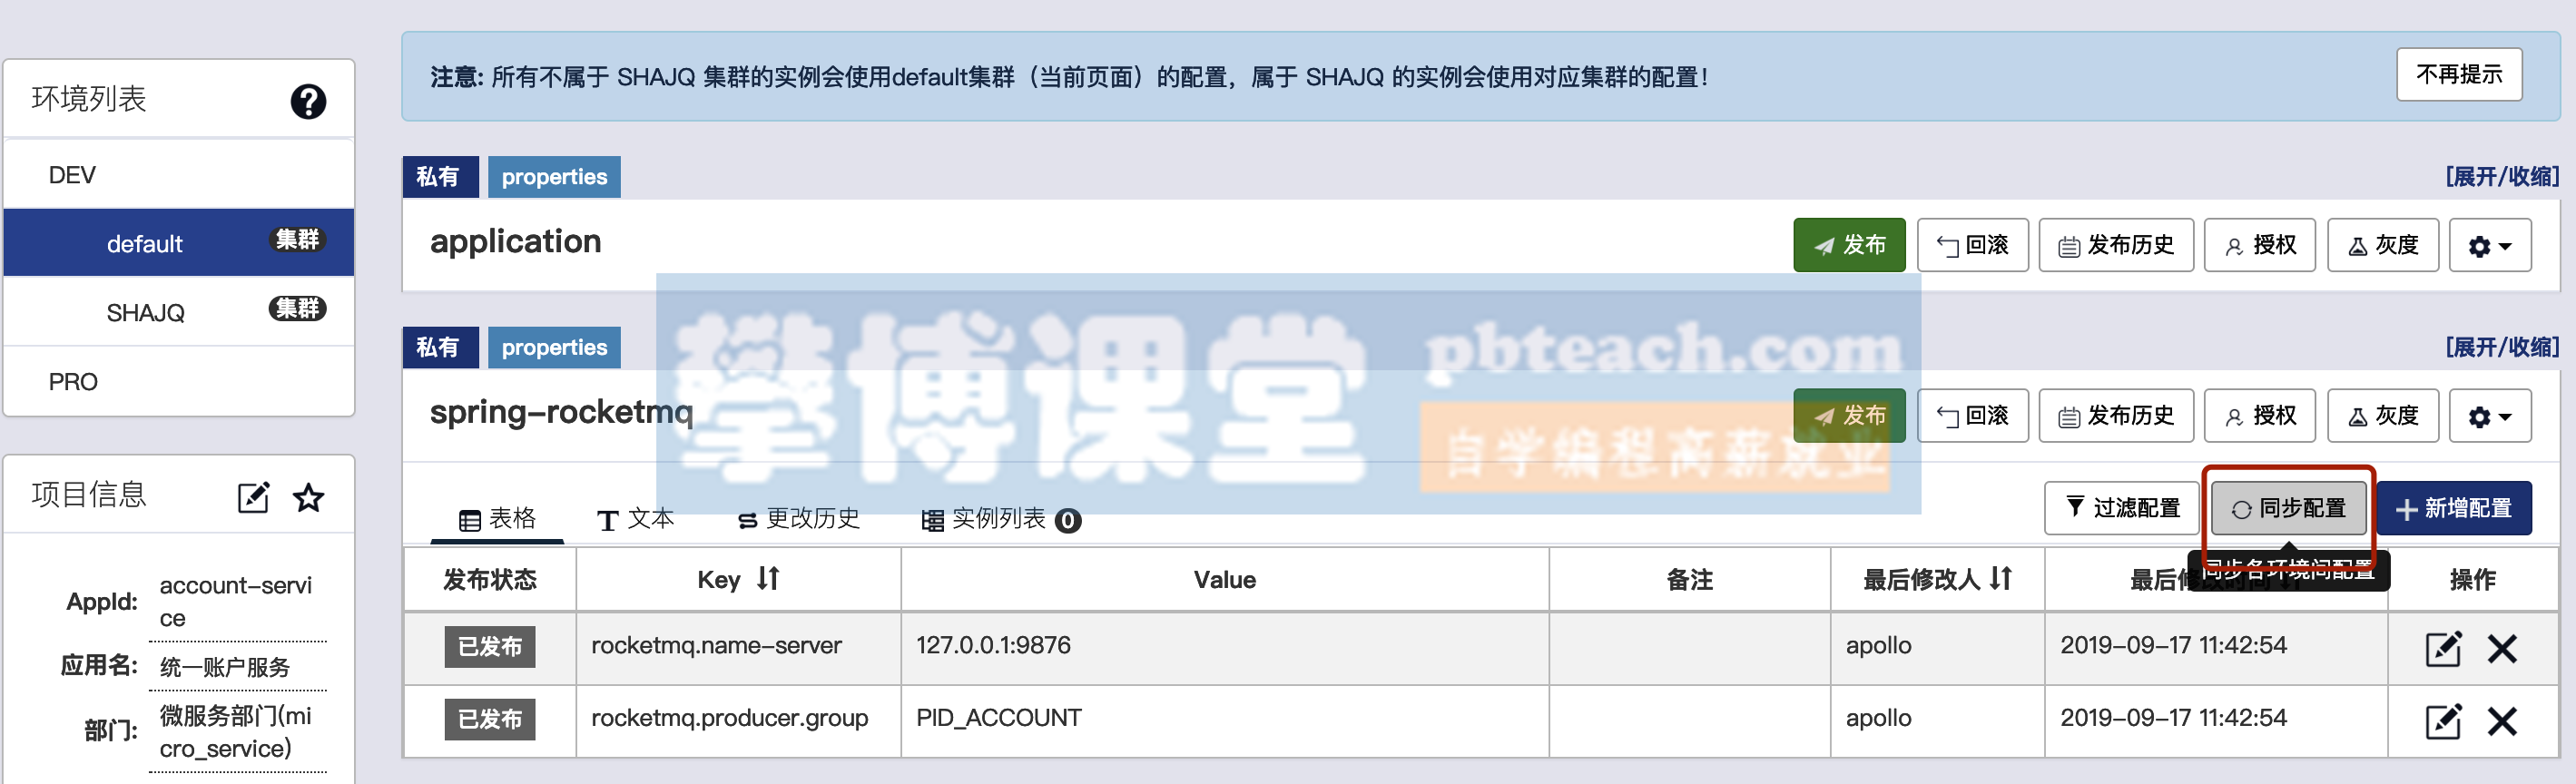 注意: 所有不属于 SHAJQ 集群的实例会使用default集群（当前页面）的配置，属于 SHAJQ 的实例会使用对应集群的配置！
不再提示
环境列表
DEV
default 集群
SHAJQ 集群
PRO
项目信息
AppId: account-servi
ce
应用名: 统一账户服务
部门: 微服务部门(mi
cro_service)
私有 properties [展开/收缩]
application 发布 回滚 发布历史 授权 灰度
私有 properties [展开/收缩]
spring-rocketmq 发布 回滚 发布历史 授权 灰度
攀博课堂 pbteach.com
自学编程高薪就业
表格 文本 更改历史 实例列表 0 过滤配置 同步配置 新增配置
同步各环境间配置
发布状态 Key Value 备注 最后修改人 最后修改时间 操作
已发布 rocketmq.name-server 127.0.0.1:9876 apollo 2019-09-17 11:42:54
已发布 rocketmq.producer.group PID_ACCOUNT apollo 2019-09-17 11:42:54